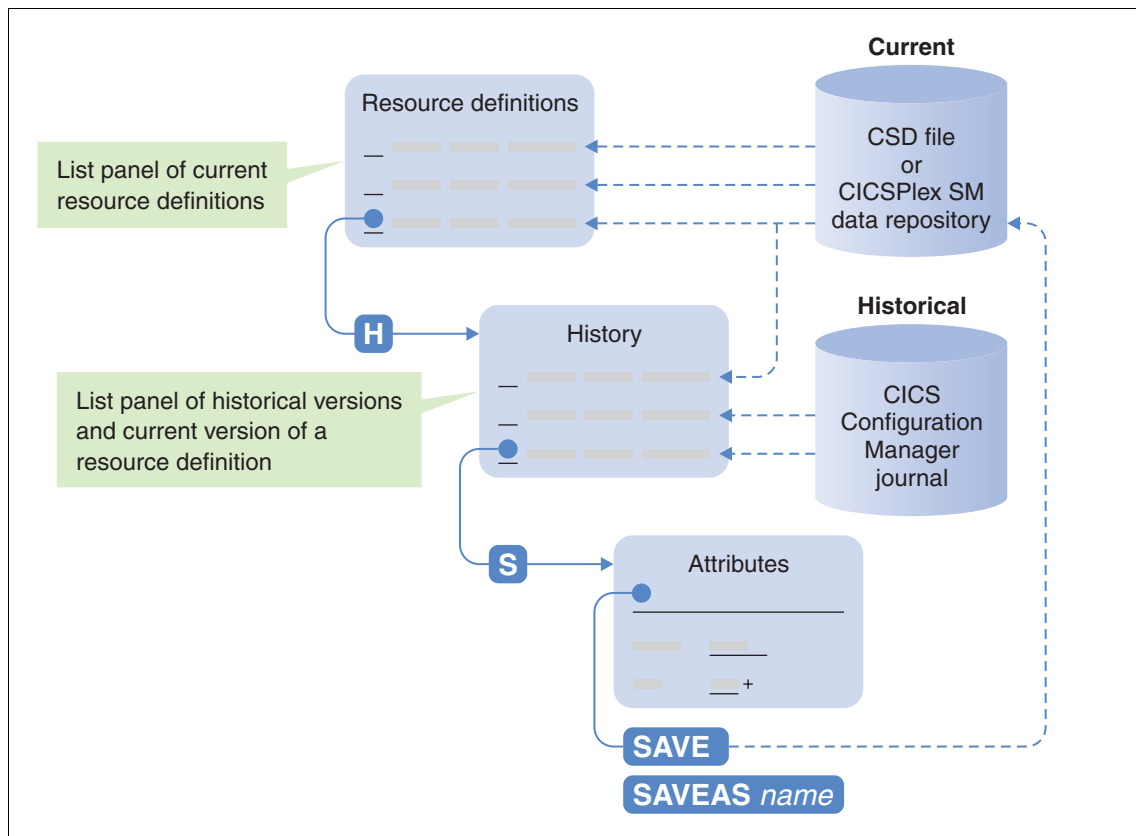 Current
Resource definitions
CSD file
or
CICSPlex SM
data repository
List panel of current
resource definitions
Historical
H
History
List panel of historical versions
and current version of a
resource definition
CICS
Configuration
Manager
journal
S
Attributes
+
SAVE
SAVEAS name